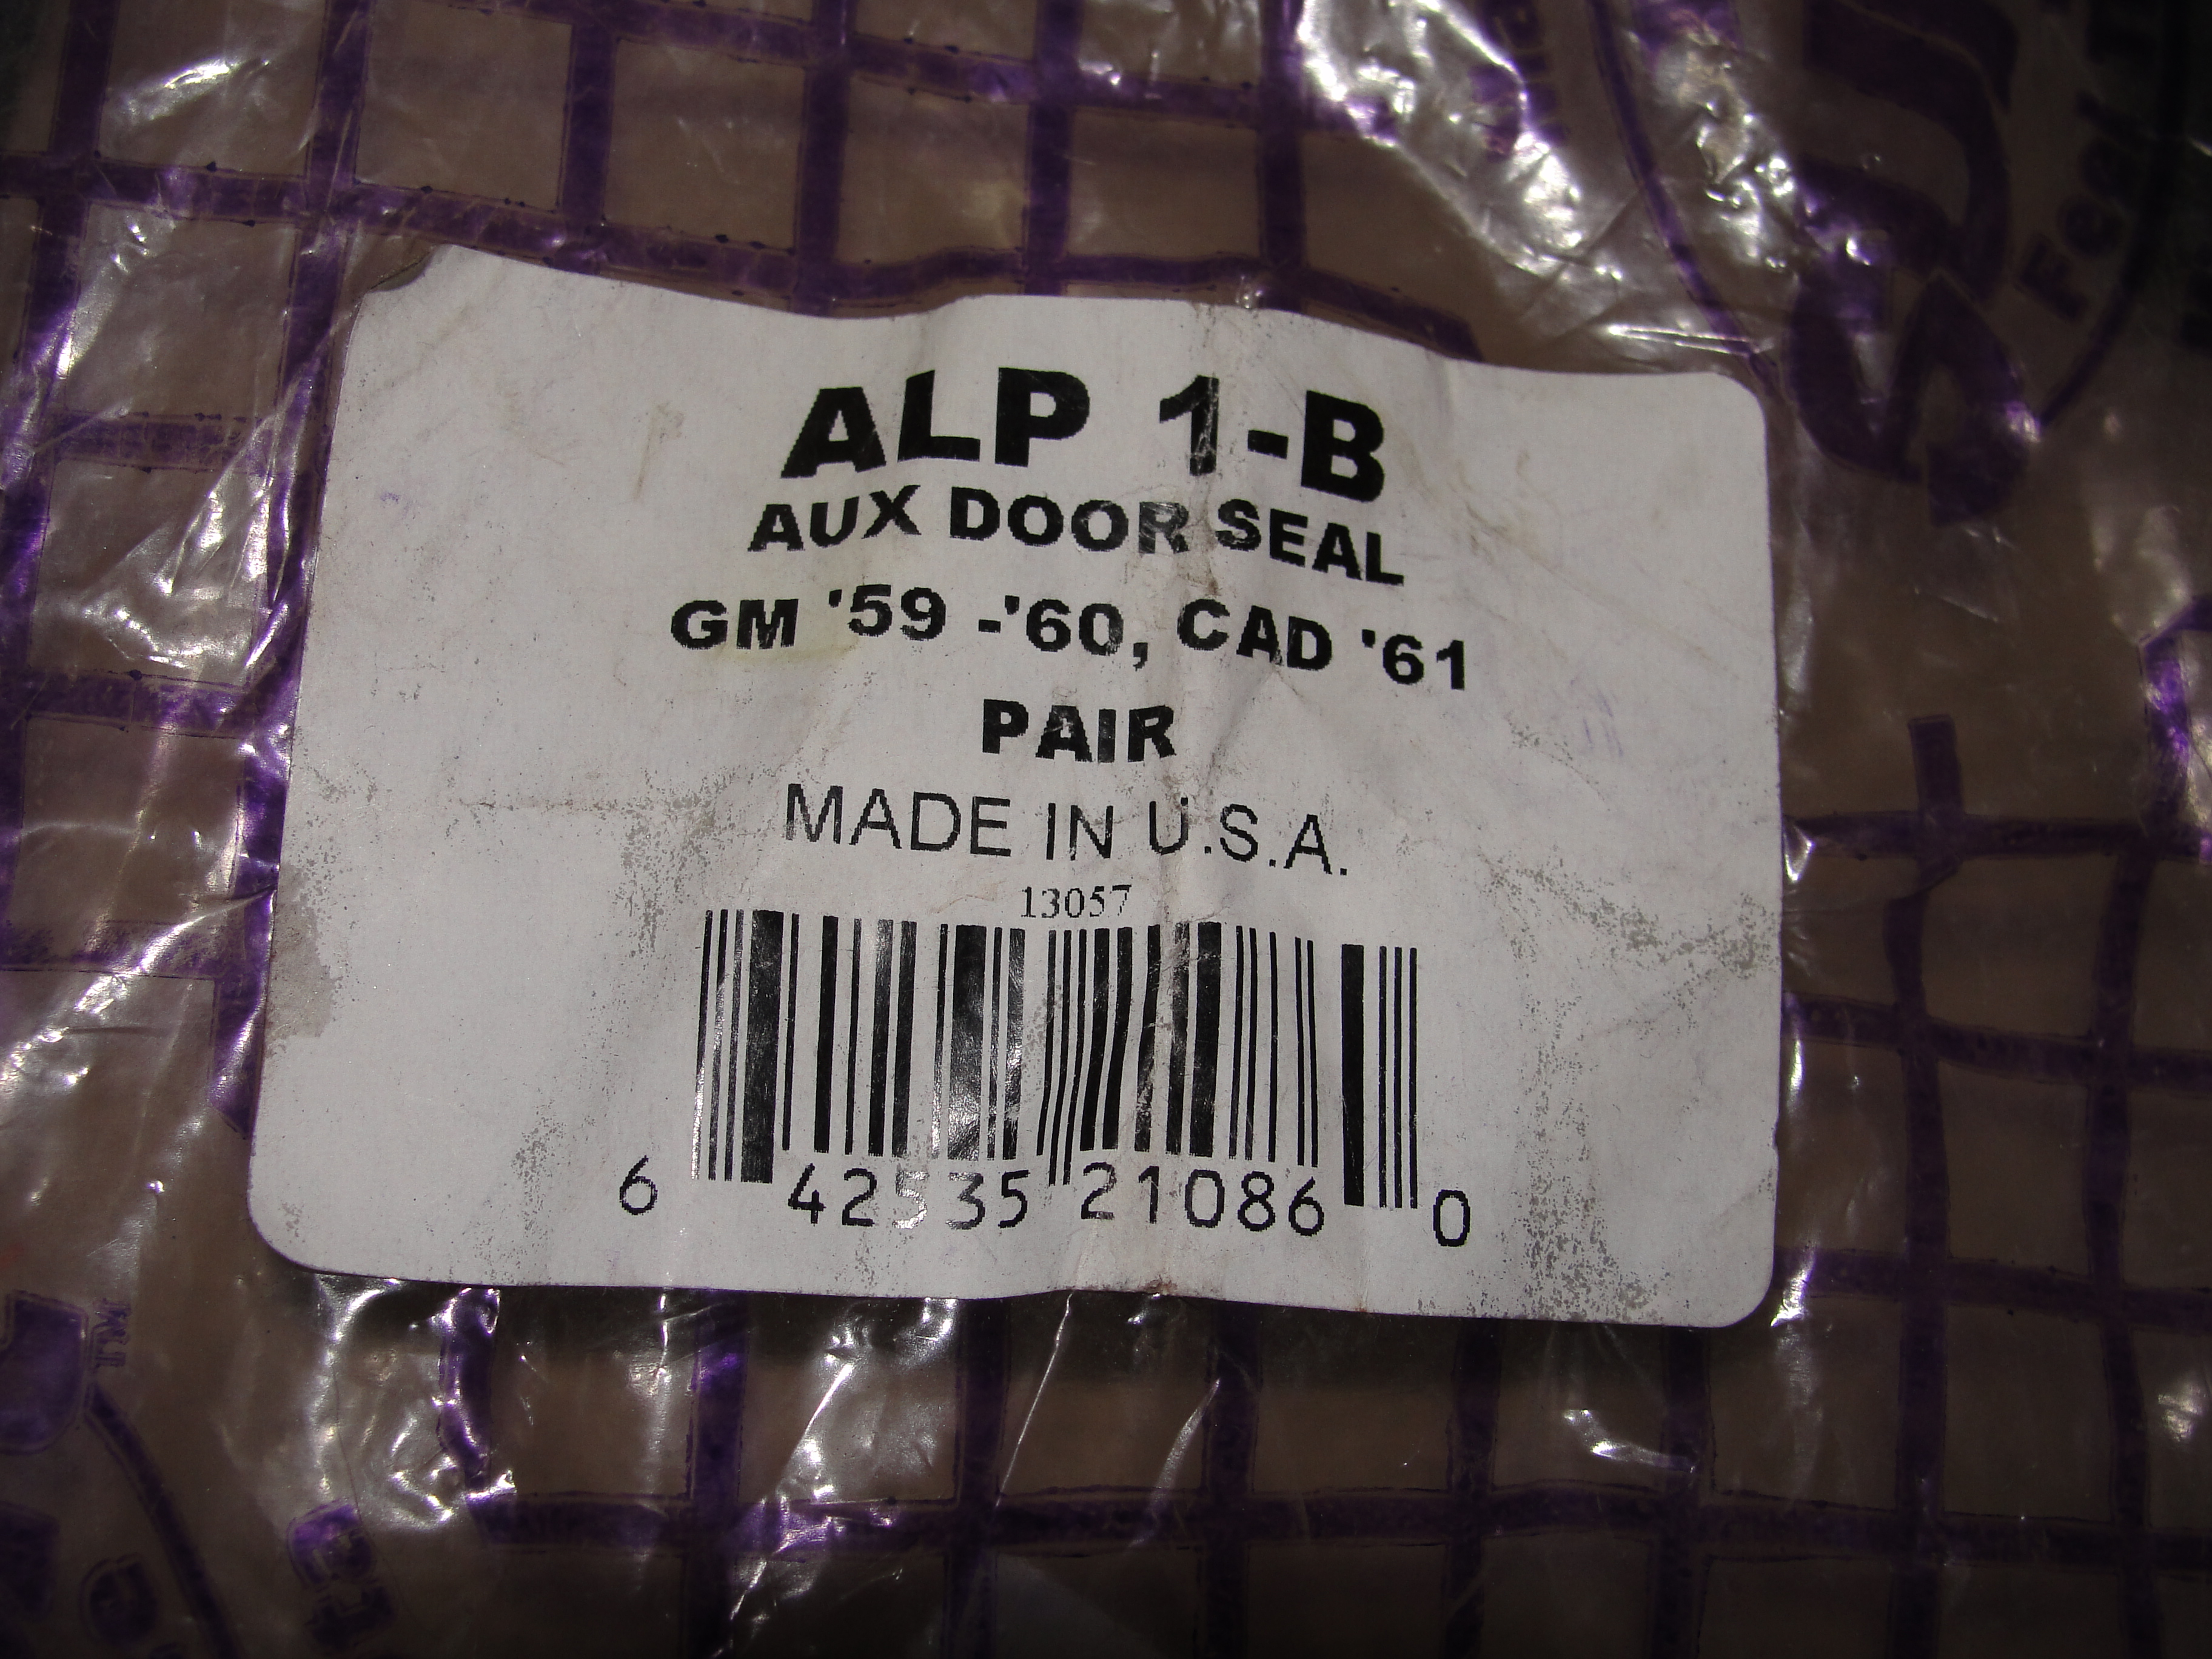 ALP 1-B
AUX DOOR SEAL
GM '59 -'60, CAD '61
PAIR
MADE IN U.S.A.
13057
6 42535 21086 0